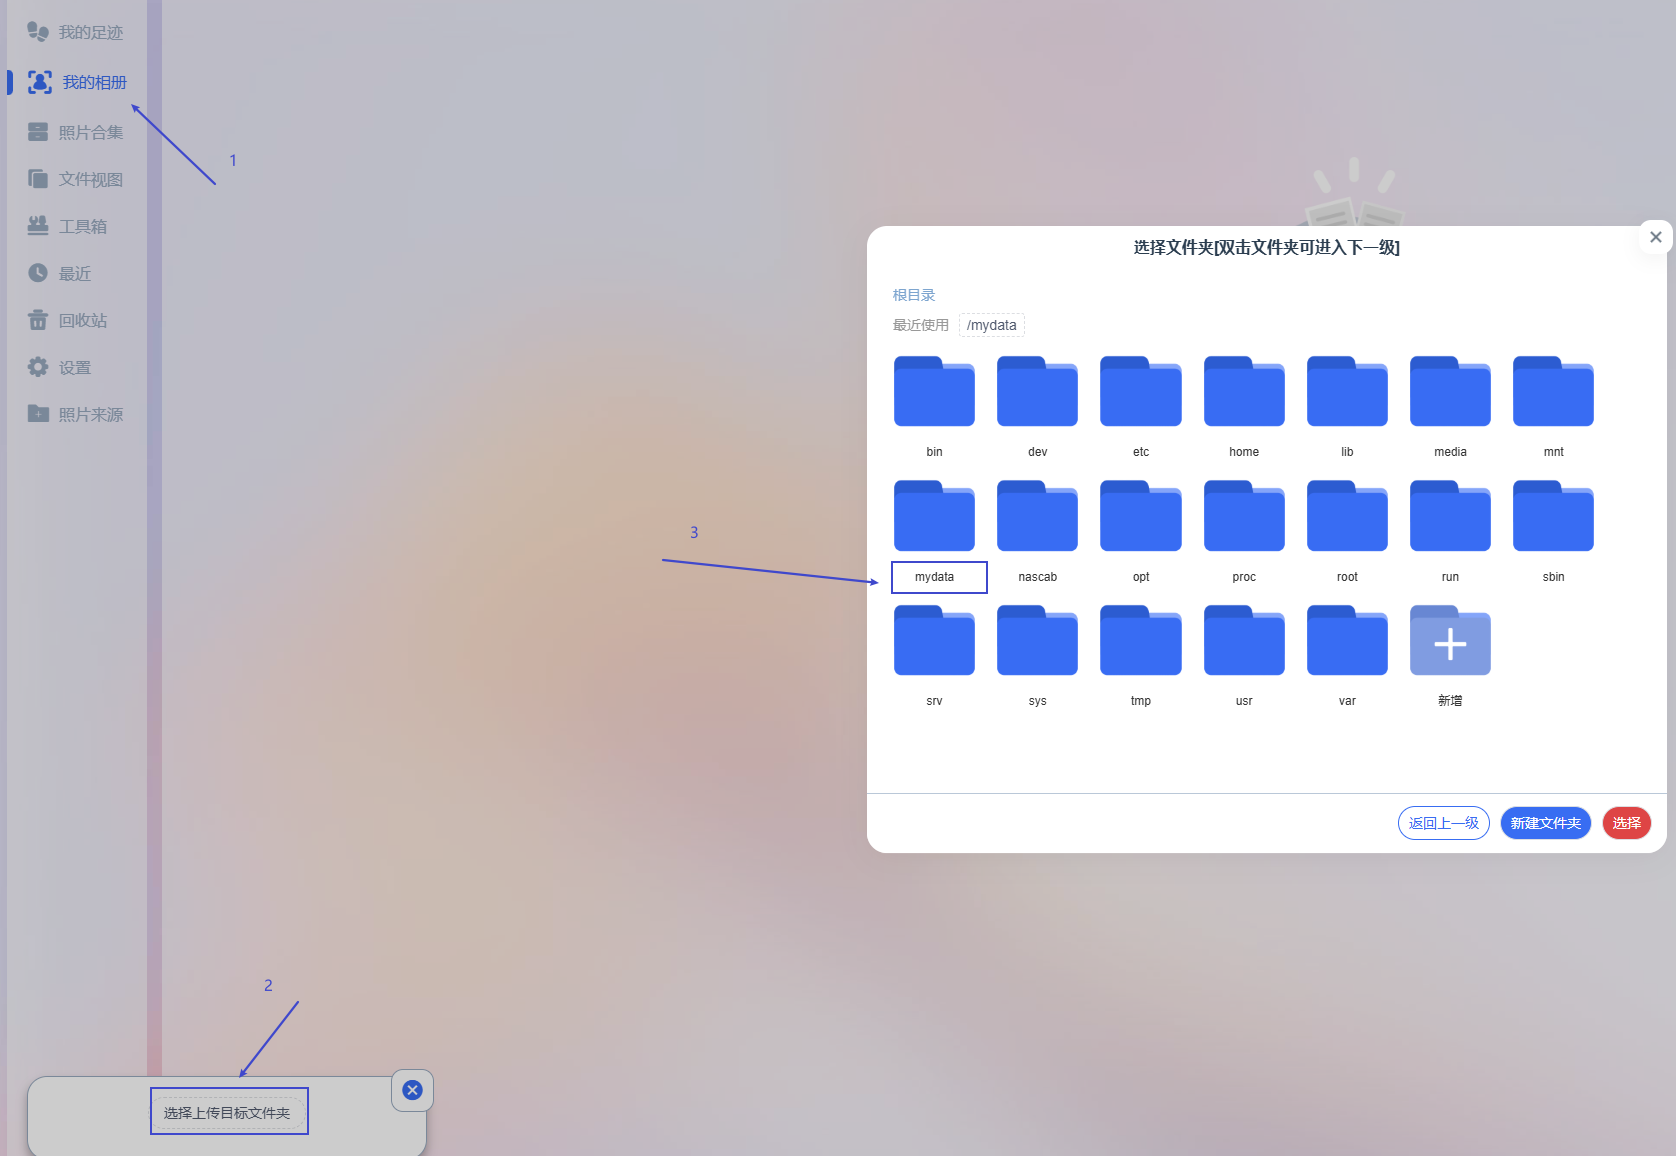 我的足迹
我的相册
照片合集
文件视图
工具箱
最近
回收站
设置
照片来源
1
选择文件夹[双击文件夹可进入下一级]
根目录
最近使用 /mydata
bin dev etc home lib media mnt
mydata nascab opt proc root run sbin
srv sys tmp usr var 新增
返回上一级 新建文件夹 选择
3
2
选择上传目标文件夹